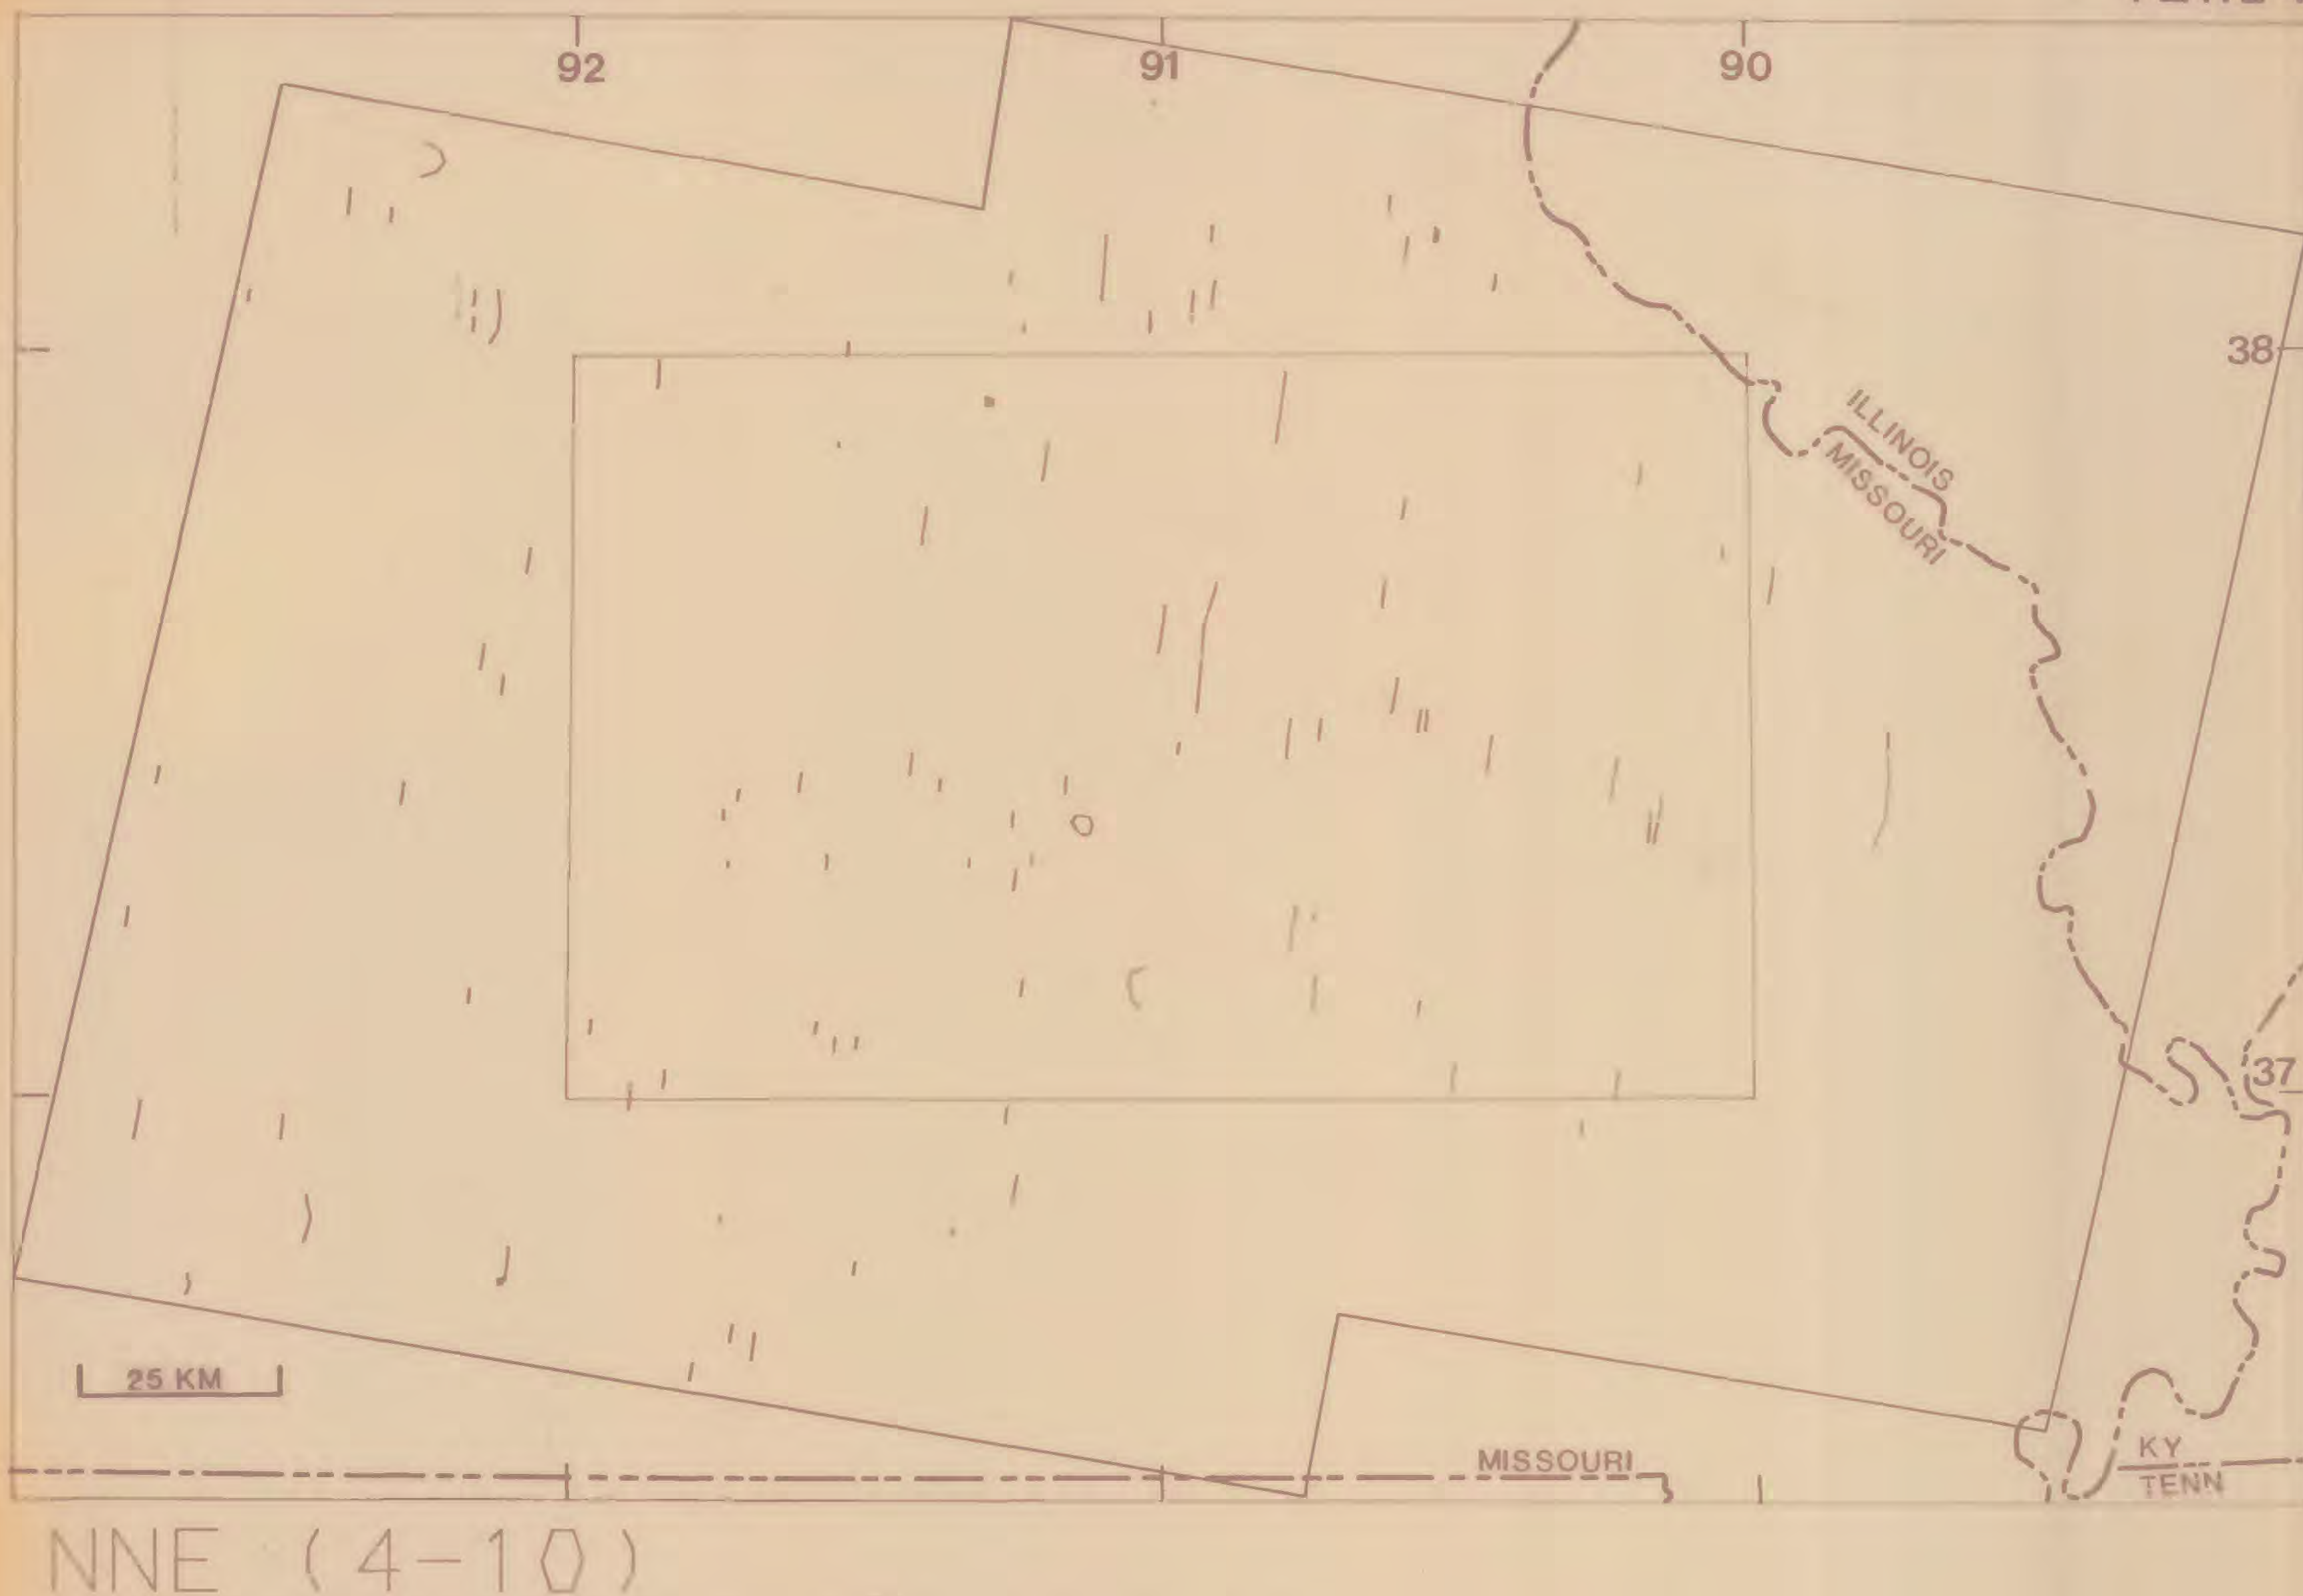 92
91
90
38
ILLINOIS
MISSOURI
37
25 KM
MISSOURI
KY
TENN
NNE (4-10)